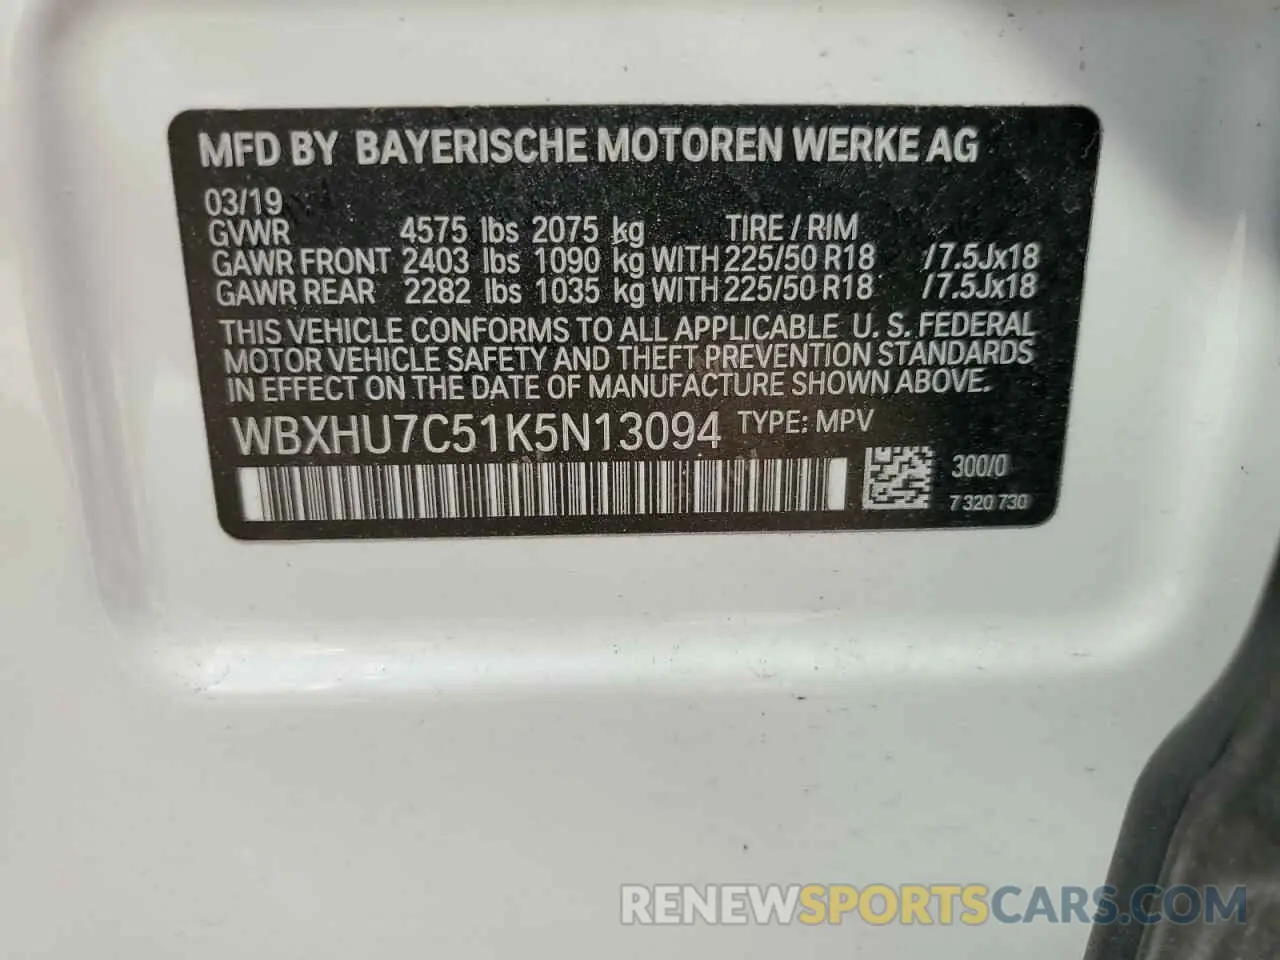 MFD BY BAYERISCHE MOTOREN WERKE AG
03/19
GVWR 4575 lbs 2075 kg TIRE / RIM
GAWR FRONT 2403 lbs 1090 kg WITH 225/50 R18 /7.5Jx18
GAWR REAR 2282 lbs 1035 kg WITH 225/50 R18 /7.5Jx18
THIS VEHICLE CONFORMS TO ALL APPLICABLE U. S. FEDERAL
MOTOR VEHICLE SAFETY AND THEFT PREVENTION STANDARDS
IN EFFECT ON THE DATE OF MANUFACTURE SHOWN ABOVE.
WBXHU7C51K5N13094 TYPE: MPV
300/0
7 320 730
RENEWSPORTSCARS.COM